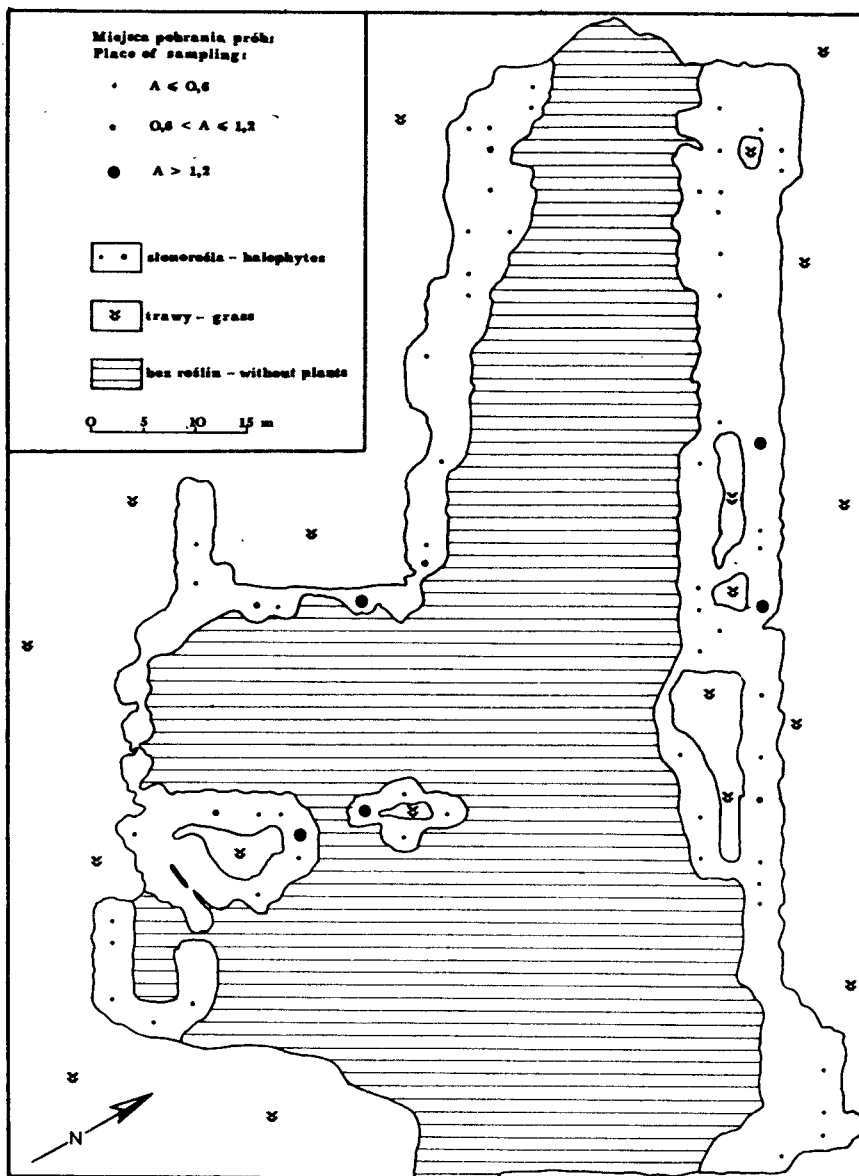 Miejsca pobrania prób:
Place of sampling:
A ⩽ 0,6
0,6 < A ⩽ 1,2
A > 1,2
słonorośla – halophytes
trawy – grass
bez roślin – without plants
0 5 10 15 m
N